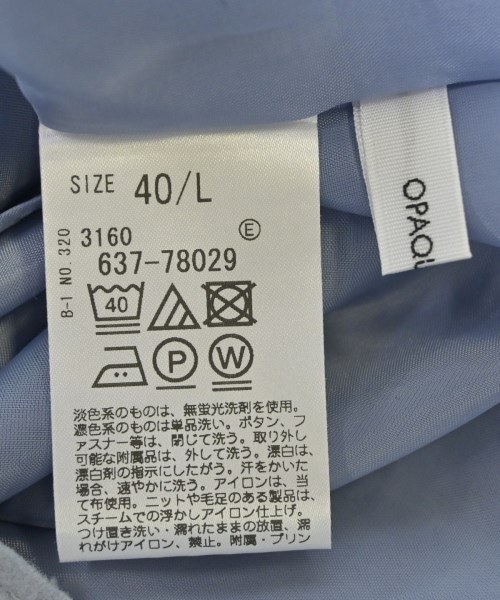 SIZE 40/L
B-1 NO. 320
3160
E
637-78029
40
P W
淡色系のものは、無蛍光洗剤を使用。
濃色系のものは単品洗い。ボタン、フ
ァスナー等は、閉じて洗う。取り外し
可能な附属品は、外して洗う。漂白は、
漂白剤の指示にしたがう。汗をかいた
場合、速やかに洗う。アイロンは、当
て布使用。ニットや毛足のある製品は、
スチームでの浮かしアイロン仕上げ。
つけ置き洗い・濡れたままの放置、濡
れがけアイロン、禁止。附属・プリン
OPAQU